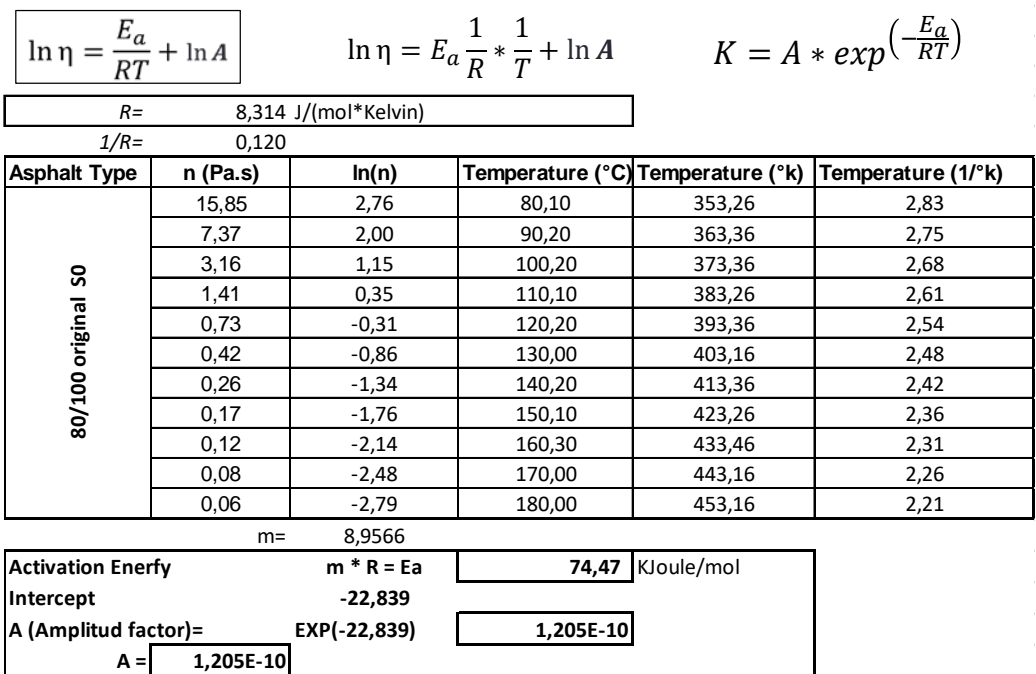 ln η = E_a/RT + ln A    ln η = E_a 1/R * 1/T + ln A    K = A * exp^(-E_a/RT)
R= 8,314 J/(mol*Kelvin)
1/R= 0,120
Asphalt Type n (Pa.s) ln(n) Temperature (°C) Temperature (°k) Temperature (1/°k)
80/100 original S0
15,85 2,76 80,10 353,26 2,83
7,37 2,00 90,20 363,36 2,75
3,16 1,15 100,20 373,36 2,68
1,41 0,35 110,10 383,26 2,61
0,73 -0,31 120,20 393,36 2,54
0,42 -0,86 130,00 403,16 2,48
0,26 -1,34 140,20 413,36 2,42
0,17 -1,76 150,10 423,26 2,36
0,12 -2,14 160,30 433,46 2,31
0,08 -2,48 170,00 443,16 2,26
0,06 -2,79 180,00 453,16 2,21
m= 8,9566
Activation Enerfy m * R = Ea 74,47 KJoule/mol
Intercept -22,839
A (Amplitud factor)= EXP(-22,839) 1,205E-10
A = 1,205E-10